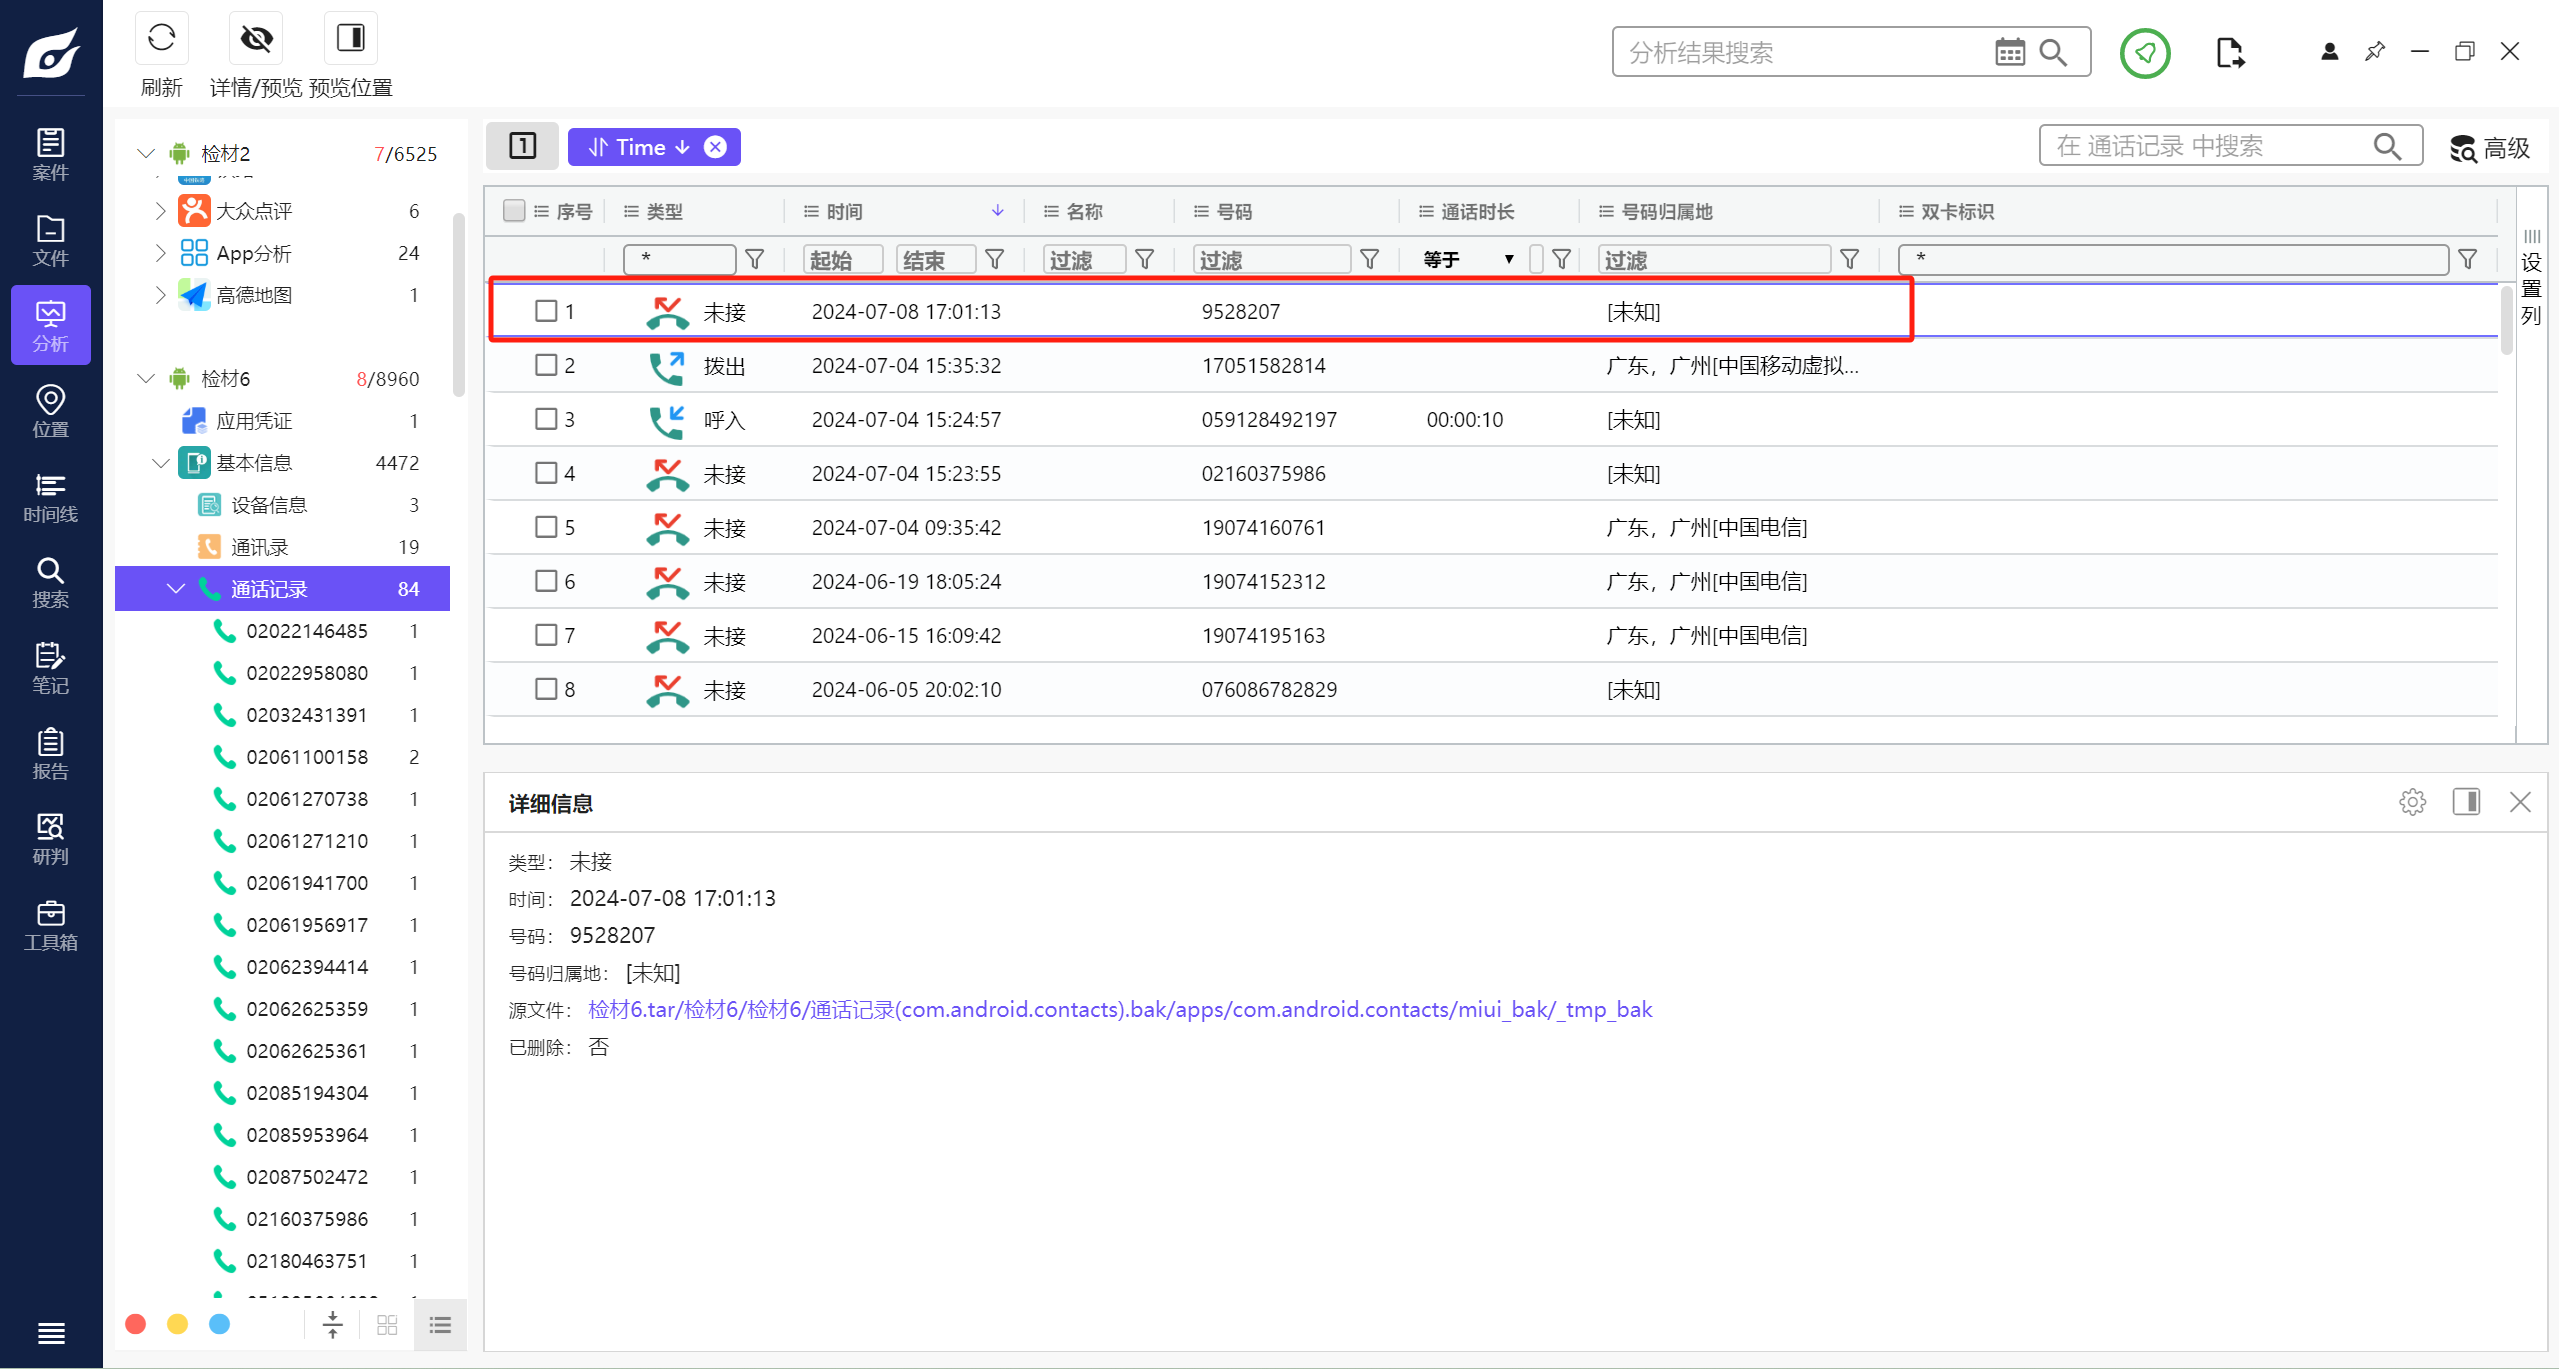 刷新
详情/预览
预览位置
分析结果搜索
案件
文件
分析
位置
时间线
搜索
笔记
报告
研判
工具箱
检材2 7/6525
大众点评 6
App分析 24
高德地图 1
检材6 8/8960
应用凭证 1
基本信息 4472
设备信息 3
通讯录 19
通话记录 84
02022146485 1
02022958080 1
02032431391 1
02061100158 2
02061270738 1
02061271210 1
02061941700 1
02061956917 1
02062394414 1
02062625359 1
02062625361 1
02085194304 1
02085953964 1
02087502472 1
02160375986 1
02180463751 1
1 Time
在 通话记录 中搜索
高级
序号 类型 时间 名称 号码 通话时长 号码归属地 双卡标识
* 起始 结束 过滤 过滤 等于 过滤 *
1 未接 2024-07-08 17:01:13 9528207 [未知]
2 拨出 2024-07-04 15:35:32 17051582814 广东，广州[中国移动虚拟...
3 呼入 2024-07-04 15:24:57 059128492197 00:00:10 [未知]
4 未接 2024-07-04 15:23:55 02160375986 [未知]
5 未接 2024-07-04 09:35:42 19074160761 广东，广州[中国电信]
6 未接 2024-06-19 18:05:24 19074152312 广东，广州[中国电信]
7 未接 2024-06-15 16:09:42 19074195163 广东，广州[中国电信]
8 未接 2024-06-05 20:02:10 076086782829 [未知]
设置列
详细信息
类型： 未接
时间： 2024-07-08 17:01:13
号码： 9528207
号码归属地： [未知]
源文件： 检材6.tar/检材6/检材6/通话记录(com.android.contacts).bak/apps/com.android.contacts/miui_bak/_tmp_bak
已删除： 否